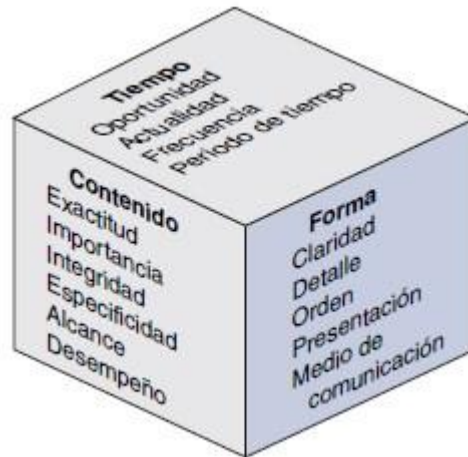 Tiempo
Oportunidad
Actualidad
Frecuencia
Periodo de tiempo
Contenido
Exactitud
Importancia
Integridad
Especificidad
Alcance
Desempeño
Forma
Claridad
Detalle
Orden
Presentación
Medio de
comunicación